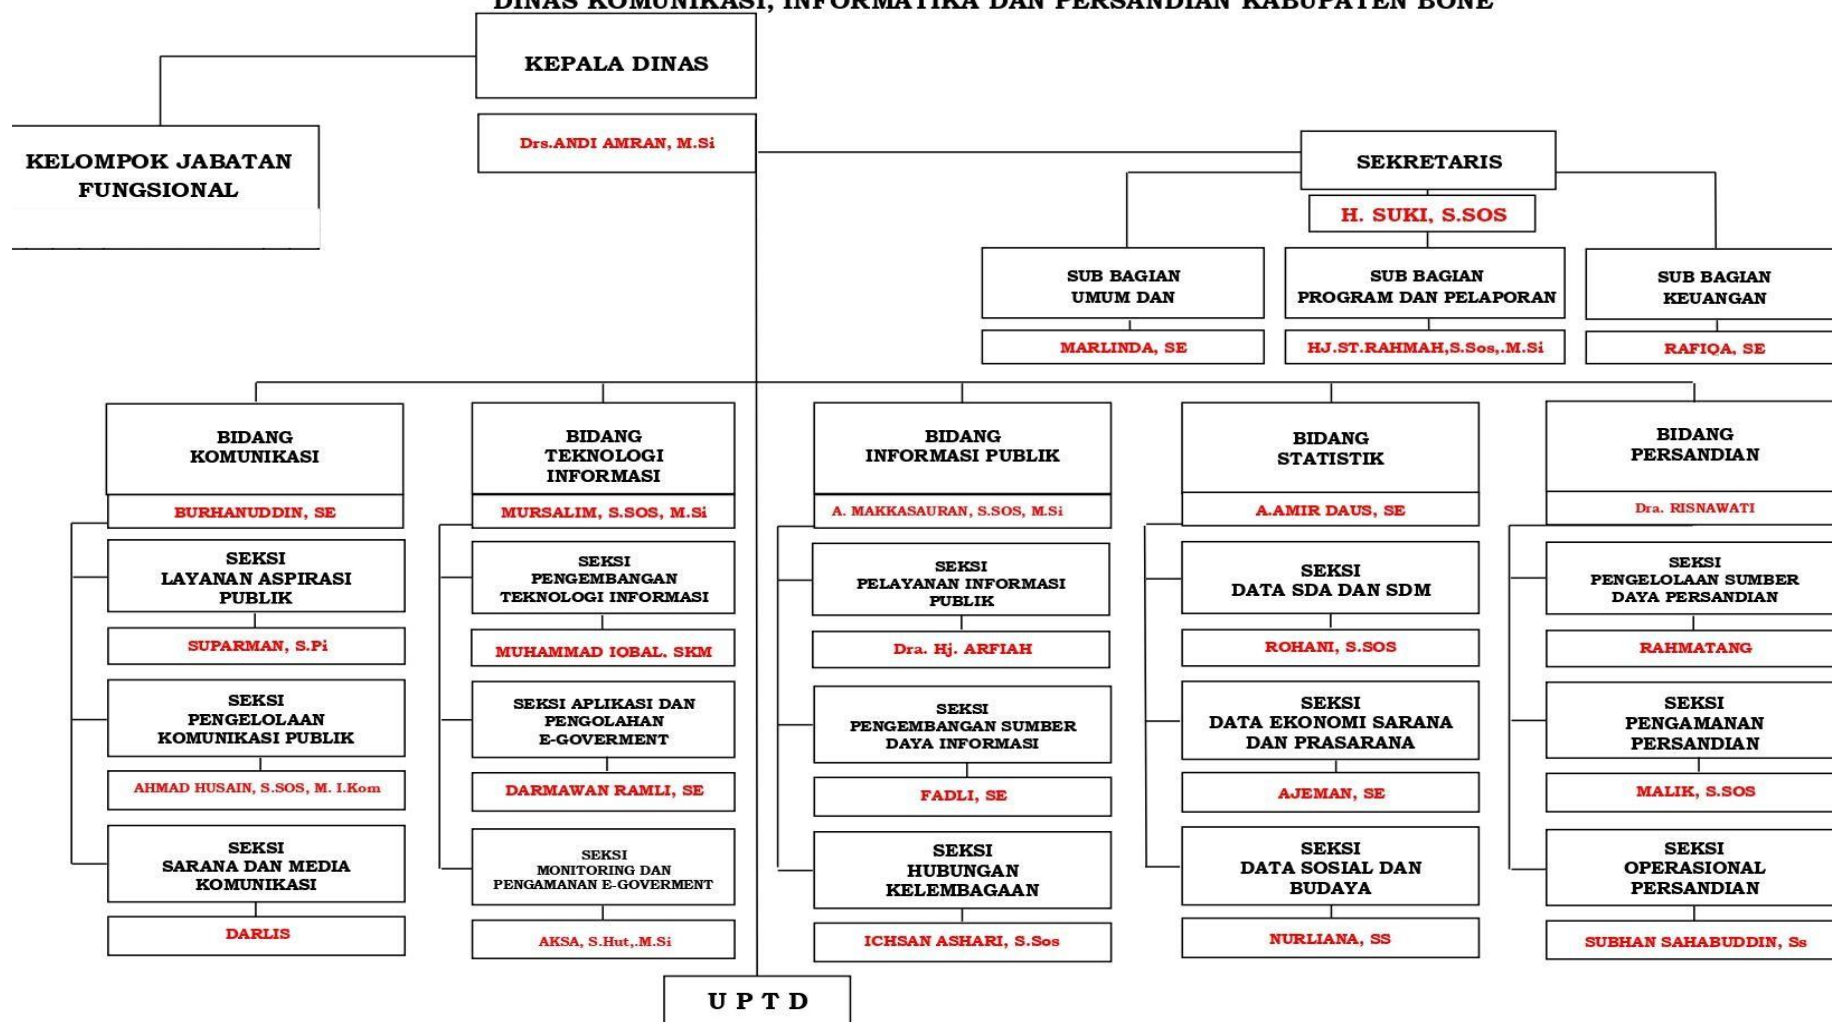 DINAS KOMUNIKASI, INFORMATIKA DAN PERSANDIAN KABUPATEN BONE
KEPALA DINAS
Drs.ANDI AMRAN, M.Si
KELOMPOK JABATAN
FUNGSIONAL
SEKRETARIS
H. SUKI, S.SOS
SUB BAGIAN
UMUM DAN
MARLINDA, SE
SUB BAGIAN
PROGRAM DAN PELAPORAN
HJ.ST.RAHMAH,S.Sos,.M.Si
SUB BAGIAN
KEUANGAN
RAFIQA, SE
BIDANG
KOMUNIKASI
BURHANUDDIN, SE
SEKSI
LAYANAN ASPIRASI
PUBLIK
SUPARMAN, S.Pi
SEKSI
PENGELOLAAN
KOMUNIKASI PUBLIK
AHMAD HUSAIN, S.SOS, M. I.Kom
SEKSI
SARANA DAN MEDIA
KOMUNIKASI
DARLIS
BIDANG
TEKNOLOGI
INFORMASI
MURSALIM, S.SOS, M.Si
SEKSI
PENGEMBANGAN
TEKNOLOGI INFORMASI
MUHAMMAD IQBAL, SKM
SEKSI APLIKASI DAN
PENGOLAHAN
E-GOVERMENT
DARMAWAN RAMLI, SE
SEKSI
MONITORING DAN
PENGAMANAN E-GOVERMENT
AKSA, S.Hut,.M.Si
BIDANG
INFORMASI PUBLIK
A. MAKKASAURAN, S.SOS, M.Si
SEKSI
PELAYANAN INFORMASI
PUBLIK
Dra. Hj. ARFIAH
SEKSI
PENGEMBANGAN SUMBER
DAYA INFORMASI
FADLI, SE
SEKSI
HUBUNGAN
KELEMBAGAAN
ICHSAN ASHARI, S.Sos
BIDANG
STATISTIK
A.AMIR DAUS, SE
SEKSI
DATA SDA DAN SDM
ROHANI, S.SOS
SEKSI
DATA EKONOMI SARANA
DAN PRASARANA
AJEMAN, SE
SEKSI
DATA SOSIAL DAN
BUDAYA
NURLIANA, SS
BIDANG
PERSANDIAN
Dra. RISNAWATI
SEKSI
PENGELOLAAN SUMBER
DAYA PERSANDIAN
RAHMATANG
SEKSI
PENGAMANAN
PERSANDIAN
MALIK, S.SOS
SEKSI
OPERASIONAL
PERSANDIAN
SUBHAN SAHABUDDIN, Ss
U P T D